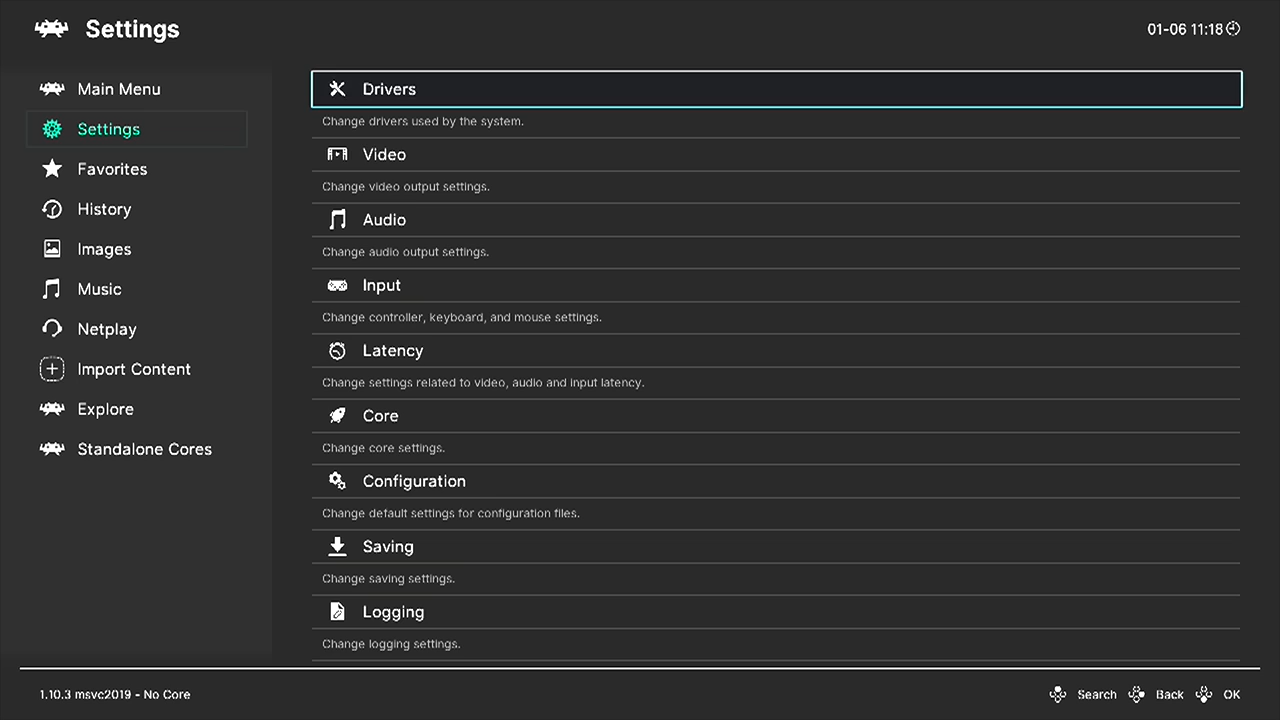 Settings
01-06 11:18
Main Menu
Settings
Favorites
History
Images
Music
Netplay
Import Content
Explore
Standalone Cores
Drivers
Change drivers used by the system.
Video
Change video output settings.
Audio
Change audio output settings.
Input
Change controller, keyboard, and mouse settings.
Latency
Change settings related to video, audio and input latency.
Core
Change core settings.
Configuration
Change default settings for configuration files.
Saving
Change saving settings.
Logging
Change logging settings.
1.10.3 msvc2019 - No Core
Search Back OK